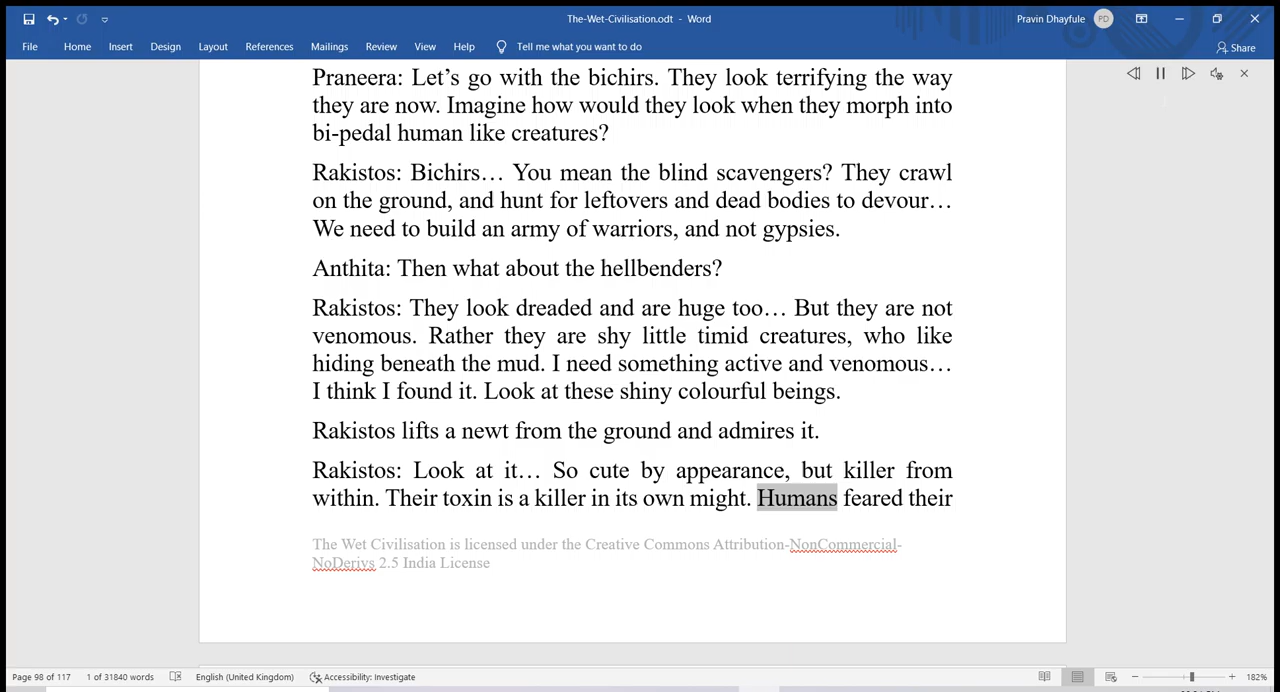 The-Wet-Civilisation.odt - Word
Pravin Dhayfule
PD
File Home Insert Design Layout References Mailings Review View Help Tell me what you want to do
Share
Praneera: Let’s go with the bichirs. They look terrifying the way
they are now. Imagine how would they look when they morph into
bi-pedal human like creatures?
Rakistos: Bichirs… You mean the blind scavengers? They crawl
on the ground, and hunt for leftovers and dead bodies to devour…
We need to build an army of warriors, and not gypsies.
Anthita: Then what about the hellbenders?
Rakistos: They look dreaded and are huge too… But they are not
venomous. Rather they are shy little timid creatures, who like
hiding beneath the mud. I need something active and venomous…
I think I found it. Look at these shiny colourful beings.
Rakistos lifts a newt from the ground and admires it.
Rakistos: Look at it… So cute by appearance, but killer from
within. Their toxin is a killer in its own might. Humans feared their
The Wet Civilisation is licensed under the Creative Commons Attribution-NonCommercial-
NoDerivs 2.5 India License
Page 98 of 117 1 of 31840 words English (United Kingdom) Accessibility: Investigate
182%